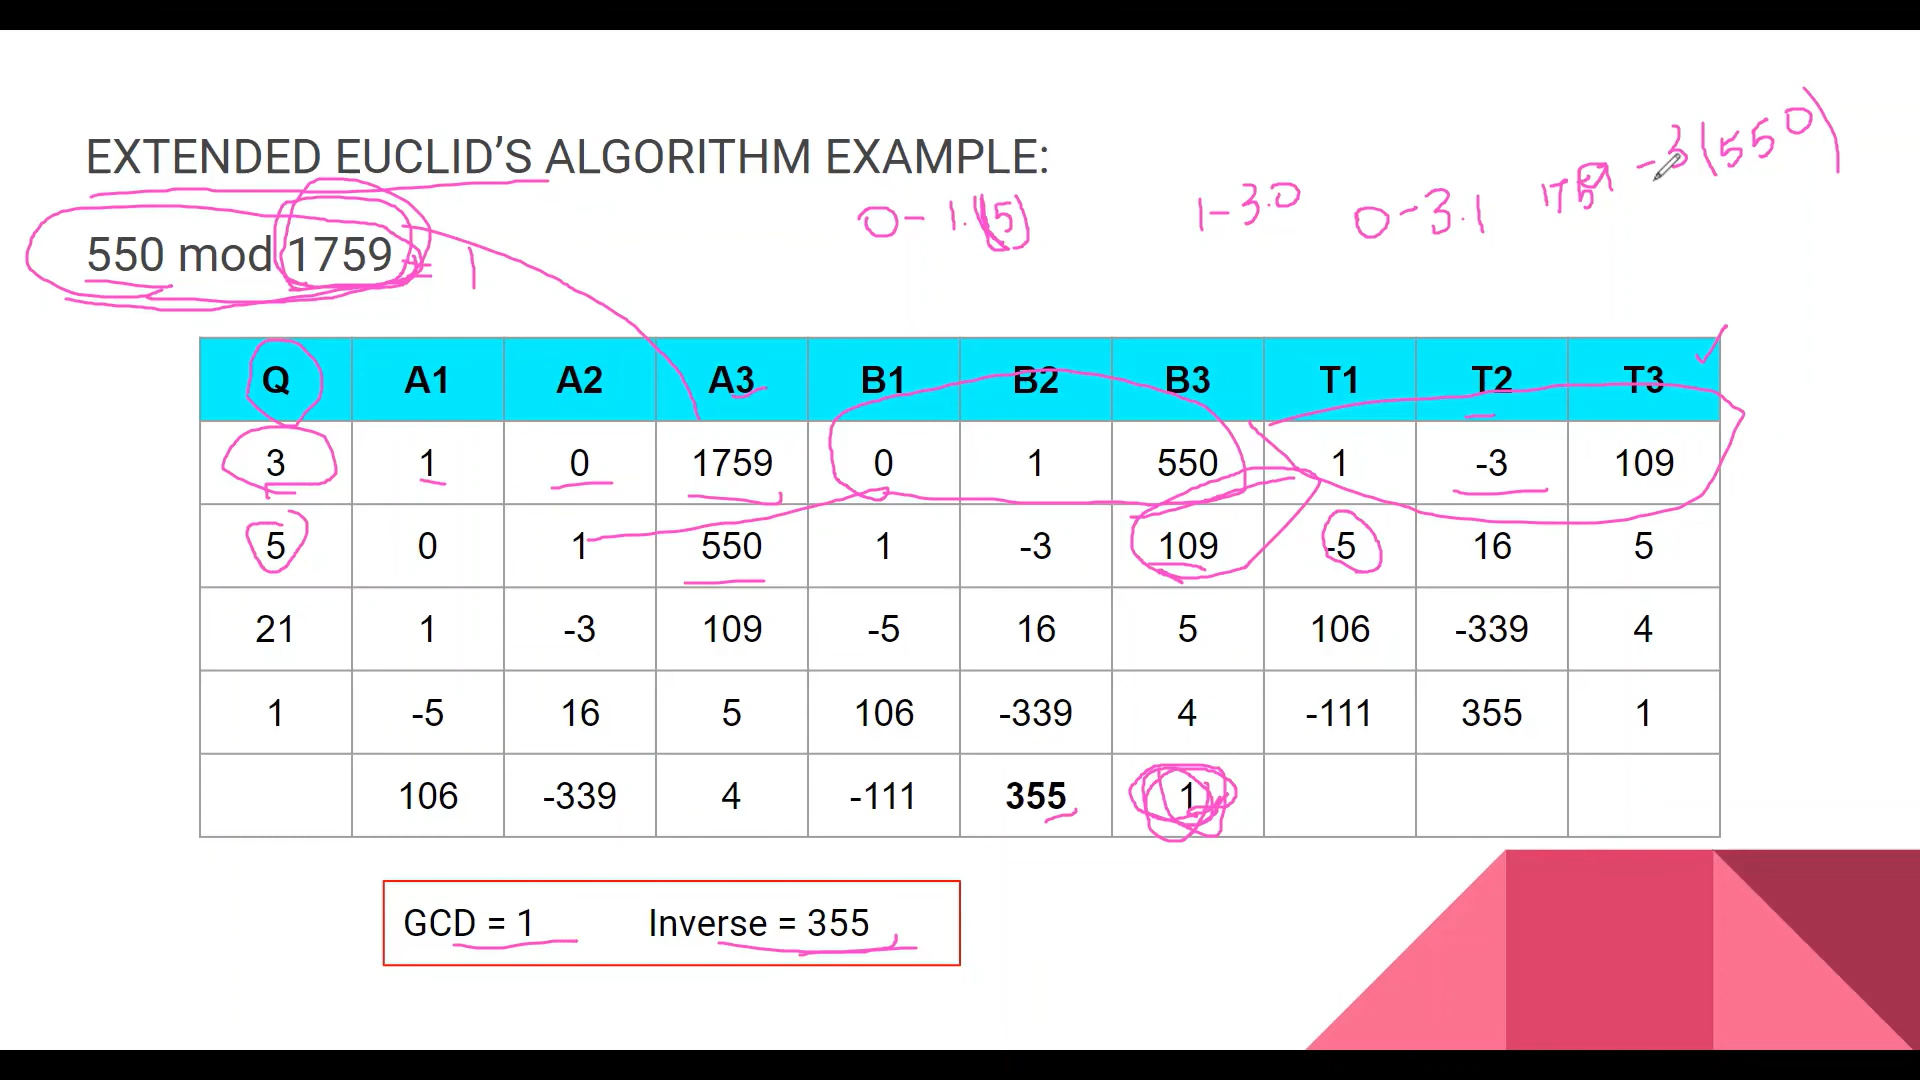 EXTENDED EUCLID’S ALGORITHM EXAMPLE:
0 - 1.(5) 1-3.0 0-3.1 1759 -3(550)
550 mod 1759 = 1
Q A1 A2 A3 B1 B2 B3 T1 T2 T3
3 1 0 1759 0 1 550 1 -3 109
5 0 1 550 1 -3 109 -5 16 5
21 1 -3 109 -5 16 5 106 -339 4
1 -5 16 5 106 -339 4 -111 355 1
106 -339 4 -111 355 1
GCD = 1 Inverse = 355